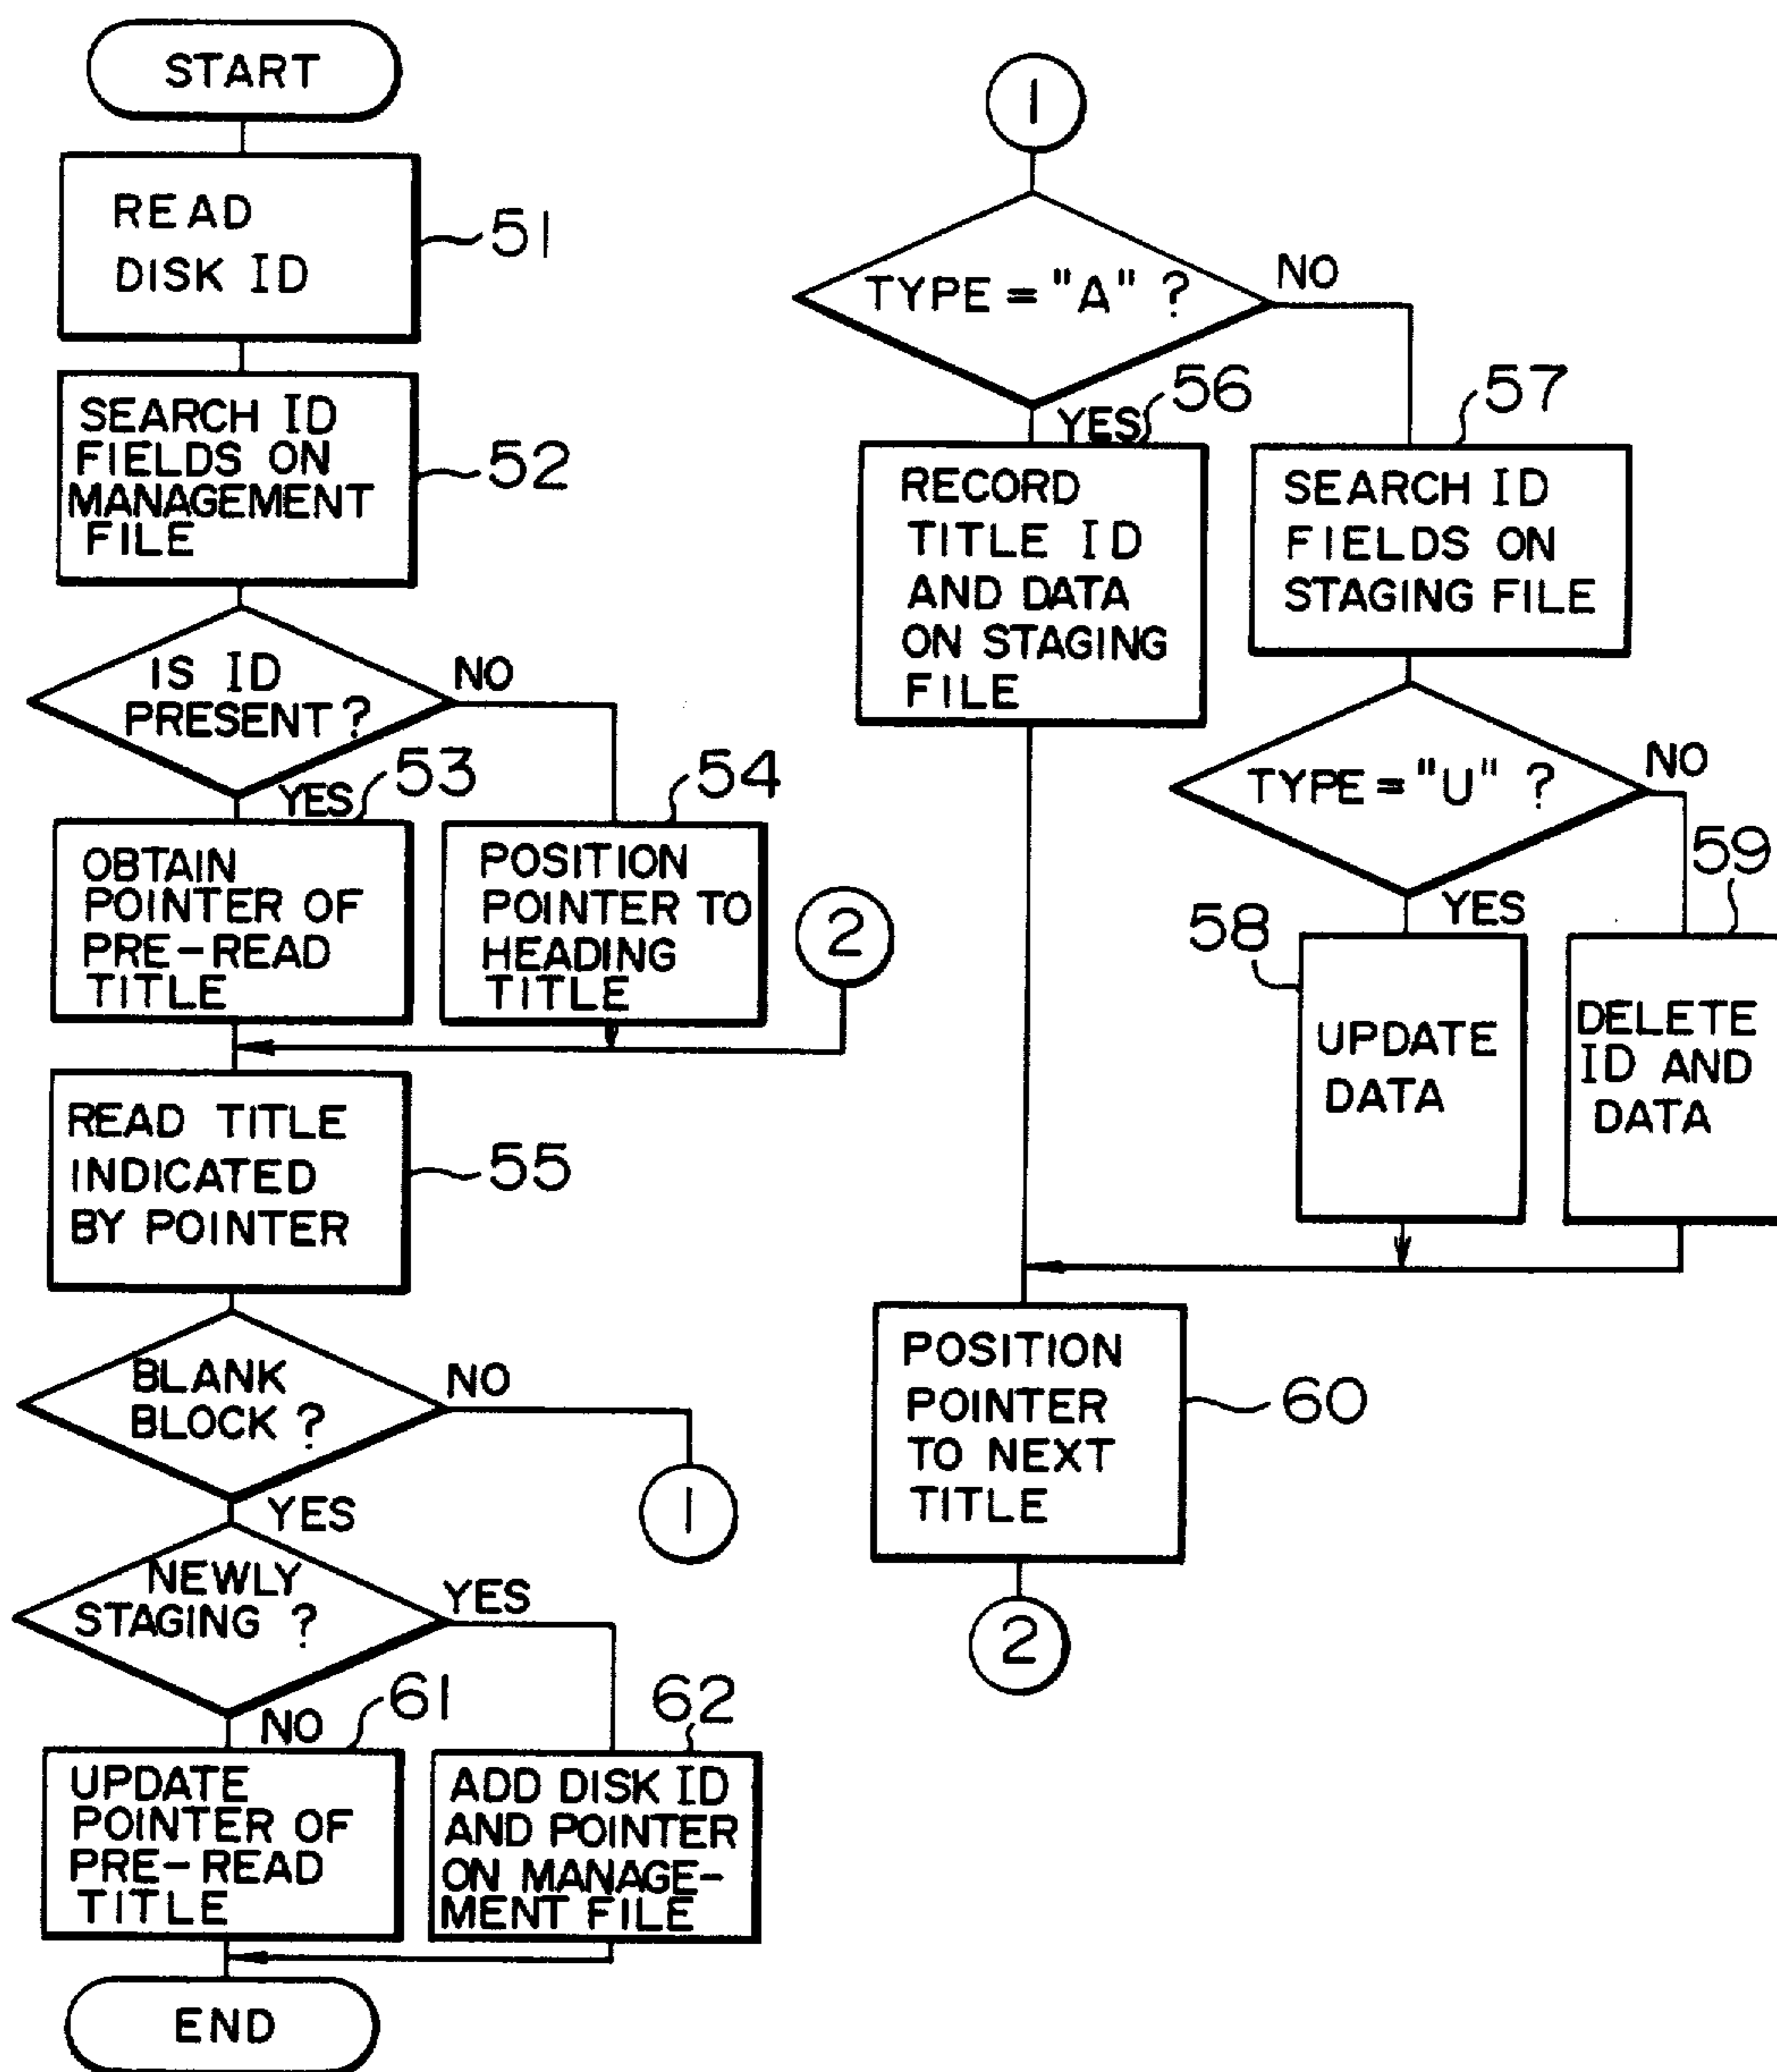 START
READ
DISK ID
51
SEARCH ID
FIELDS ON
MANAGEMENT
FILE
52
IS ID
PRESENT?
NO
YES
53
54
OBTAIN
POINTER OF
PRE-READ
TITLE
POSITION
POINTER TO
HEADING
TITLE
2
READ TITLE
INDICATED
BY POINTER
55
BLANK
BLOCK?
NO
1
YES
NEWLY
STAGING?
YES
NO
61
62
UPDATE
POINTER OF
PRE-READ
TITLE
ADD DISK ID
AND POINTER
ON MANAGE-
MENT FILE
END
1
TYPE="A" ?
NO
YES
56
57
RECORD
TITLE ID
AND DATA
ON STAGING
FILE
SEARCH ID
FIELDS ON
STAGING FILE
TYPE="U" ?
NO
YES
58
59
UPDATE
DATA
DELETE
ID AND
DATA
POSITION
POINTER
TO NEXT
TITLE
60
2